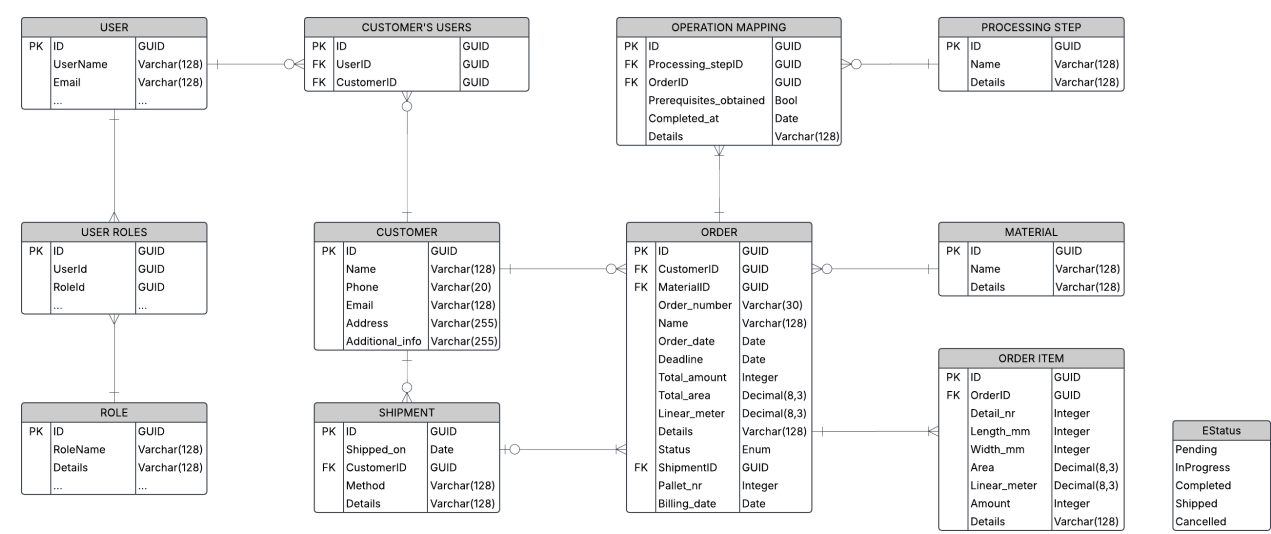 USER
PK ID GUID
UserName Varchar(128)
Email Varchar(128)
... ...
CUSTOMER'S USERS
PK ID GUID
FK UserID GUID
FK CustomerID GUID
OPERATION MAPPING
PK ID GUID
FK Processing_stepID GUID
FK OrderID GUID
Prerequisites_obtained Bool
Completed_at Date
Details Varchar(128)
PROCESSING STEP
PK ID GUID
Name Varchar(128)
Details Varchar(128)
USER ROLES
PK ID GUID
UserId GUID
RoleId GUID
... ...
CUSTOMER
PK ID GUID
Name Varchar(128)
Phone Varchar(20)
Email Varchar(128)
Address Varchar(255)
Additional_info Varchar(255)
ORDER
PK ID GUID
FK CustomerID GUID
FK MaterialID GUID
Order_number Varchar(30)
Name Varchar(128)
Order_date Date
Deadline Date
Total_amount Integer
Total_area Decimal(8,3)
Linear_meter Decimal(8,3)
Details Varchar(128)
Status Enum
FK ShipmentID GUID
Pallet_nr Integer
Billing_date Date
MATERIAL
PK ID GUID
Name Varchar(128)
Details Varchar(128)
ROLE
PK ID GUID
RoleName Varchar(128)
Details Varchar(128)
... ...
SHIPMENT
PK ID GUID
Shipped_on Date
FK CustomerID GUID
Method Varchar(128)
Details Varchar(128)
ORDER ITEM
PK ID GUID
FK OrderID GUID
Detail_nr Integer
Length_mm Integer
Width_mm Integer
Area Decimal(8,3)
Linear_meter Decimal(8,3)
Amount Integer
Details Varchar(128)
EStatus
Pending
InProgress
Completed
Shipped
Cancelled